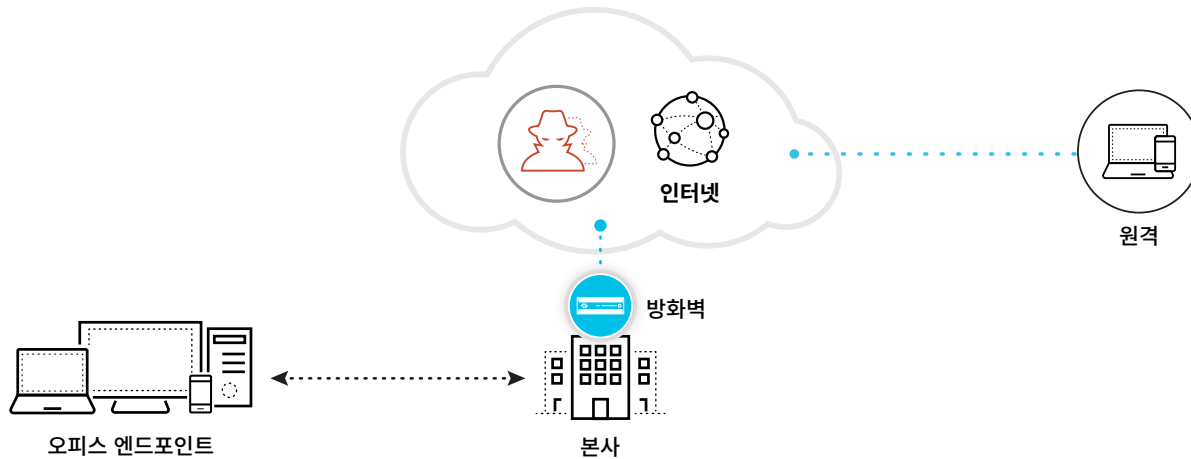 인터넷
원격
방화벽
오피스 엔드포인트
본사